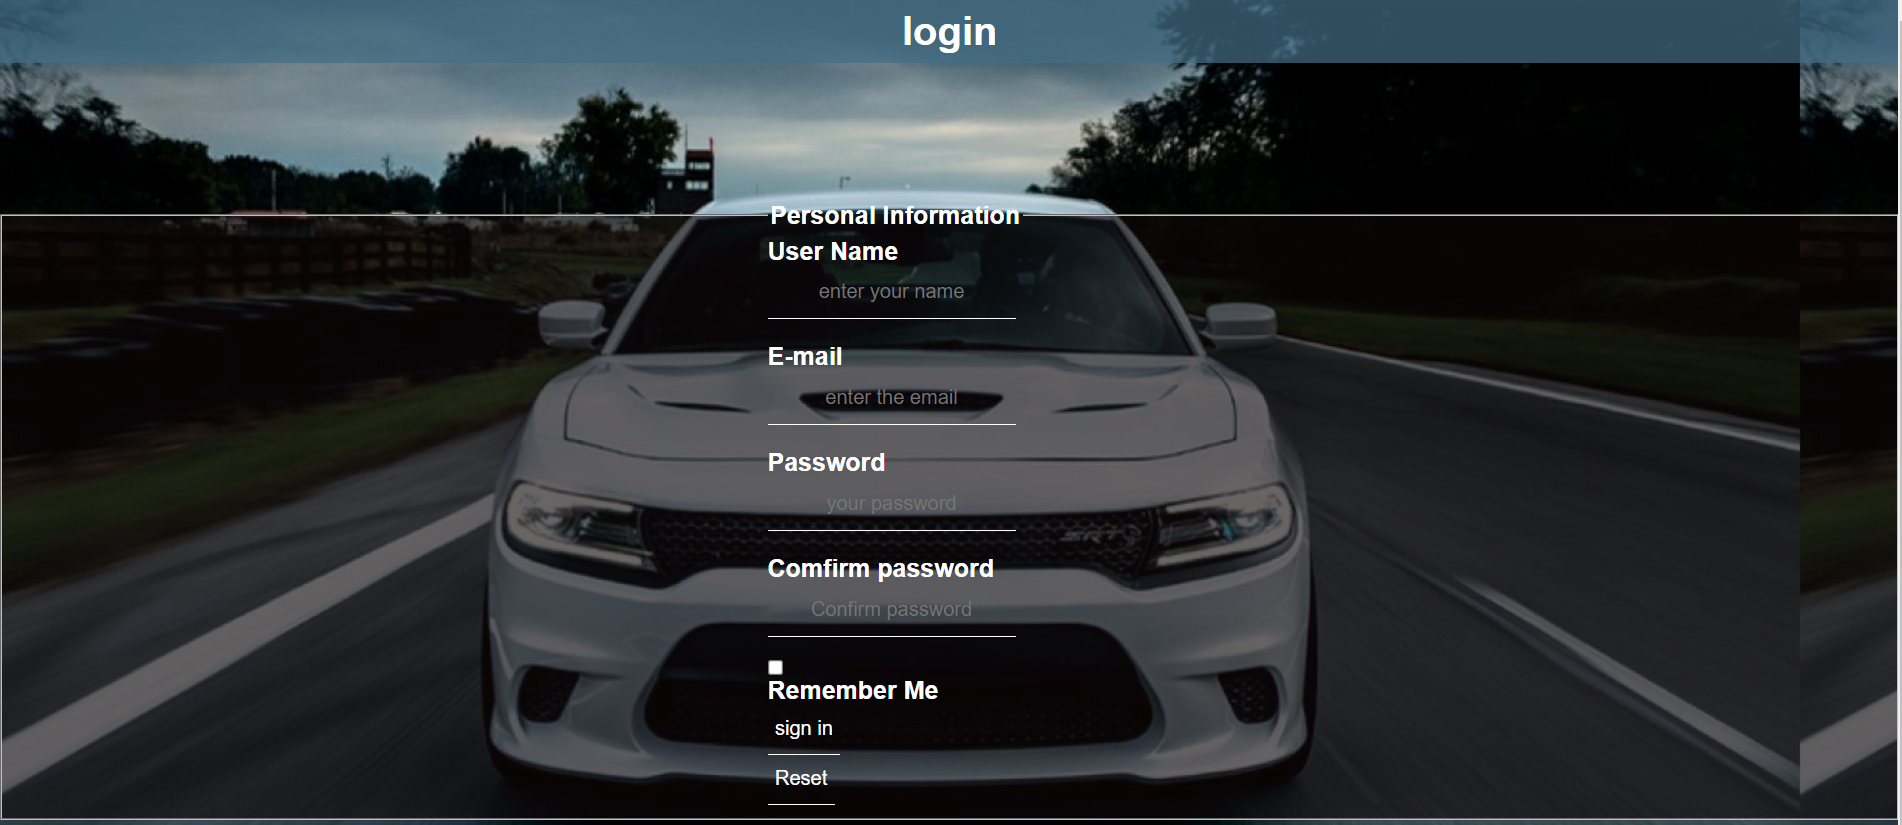 login
Personal Information
User Name
enter your name
E-mail
enter the email
Password
your password
SRT
Comfirm password
Confirm password
Remember Me
sign in
Reset